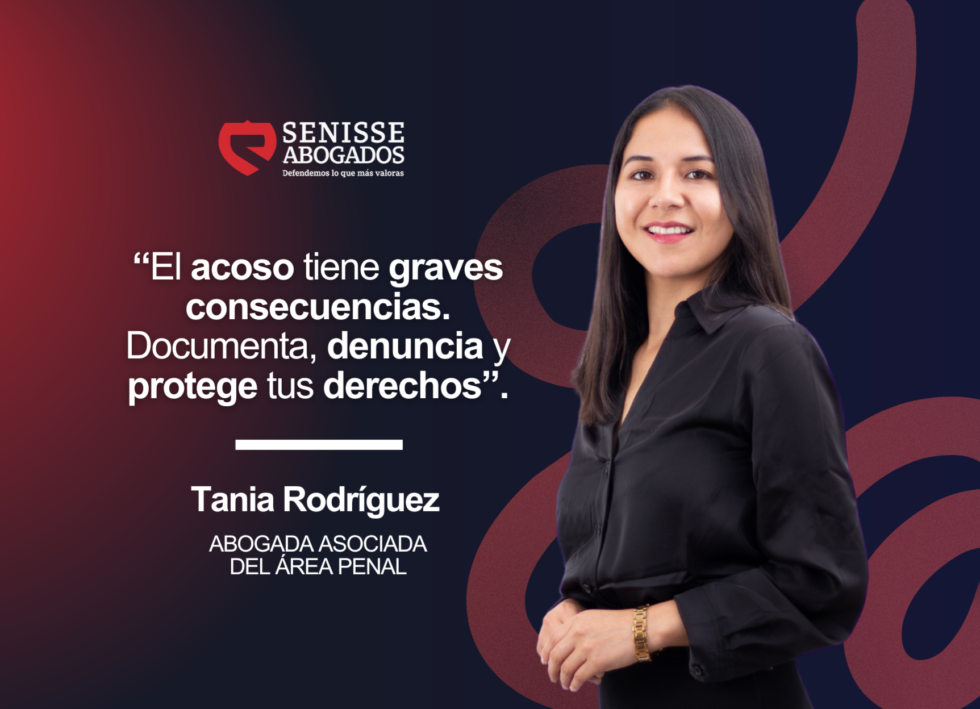 SENISSE
ABOGADOS
Defendemos lo que más valoras
“El acoso tiene graves
consecuencias.
Documenta, denuncia y
protege tus derechos”.
Tania Rodríguez
ABOGADA ASOCIADA
DEL ÁREA PENAL